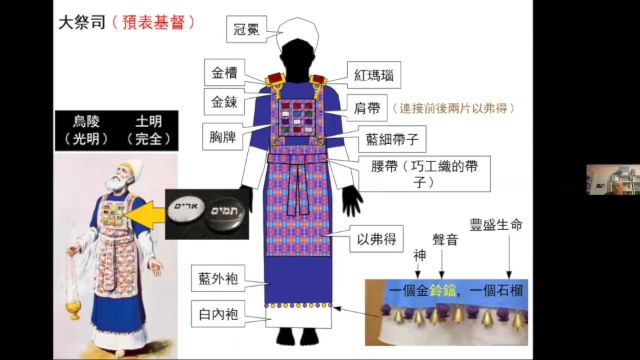 大祭司（預表基督）
冠冕
金槽
紅瑪瑙
金鍊
肩帶（連接前後兩片以弗得）
胸牌
藍細帶子
腰帶（巧工織的帶子）
烏陵 土明
（光明）（完全）
אורים
תמים
以弗得
豐盛生命
聲音
神
藍外袍
一個金鈴鐺，一個石榴
白內袍